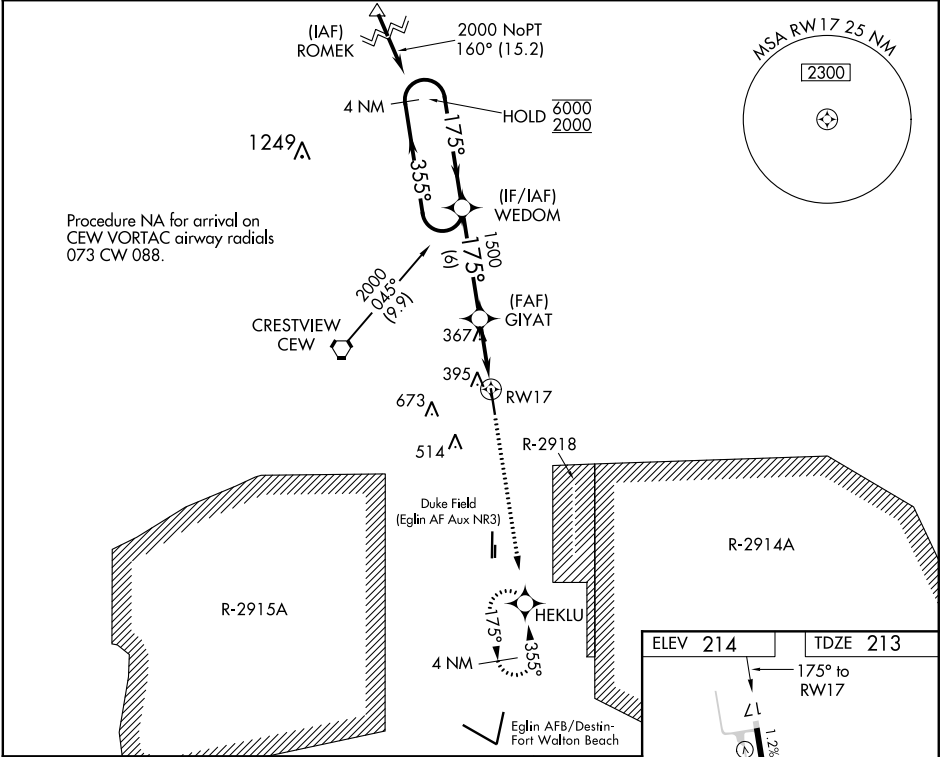 (IAF)
ROMEK
2000 NoPT
160° (15.2)
MSA RW17 25 NM
2300
4 NM
HOLD
6000
2000
1249
175°
355°
(IF/IAF)
WEDOM
Procedure NA for arrival on
CEW VORTAC airway radials
073 CW 088.
1500
175°
(6)
2000
045°
(9.9)
CRESTVIEW
CEW
(FAF)
GIYAT
367
395
RW17
673
514
R-2918
Duke Field
(Eglin AF Aux NR3)
R-2914A
R-2915A
HEKLU
175°
355°
4 NM
Eglin AFB/Destin-
Fort Walton Beach
ELEV 214
TDZE 213
175° to
RW17
17
1.2%
V